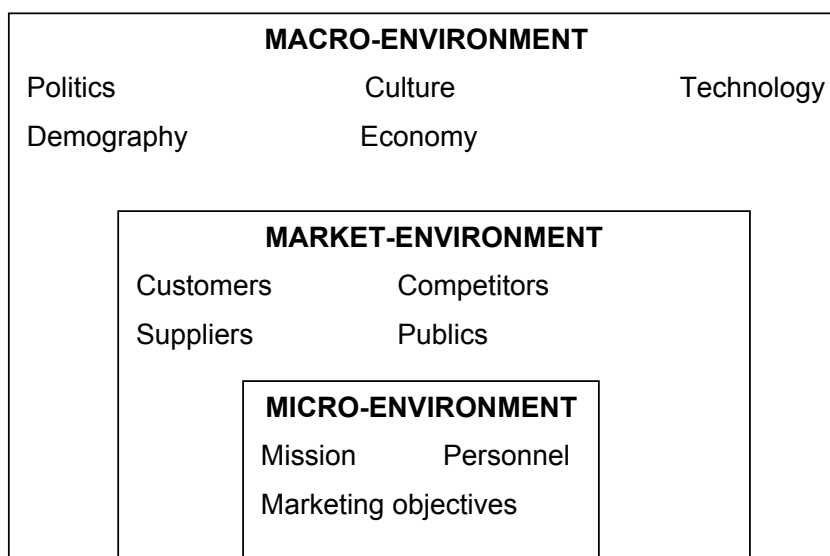 MACRO-ENVIRONMENT
Politics Culture Technology
Demography Economy
MARKET-ENVIRONMENT
Customers Competitors
Suppliers Publics
MICRO-ENVIRONMENT
Mission Personnel
Marketing objectives